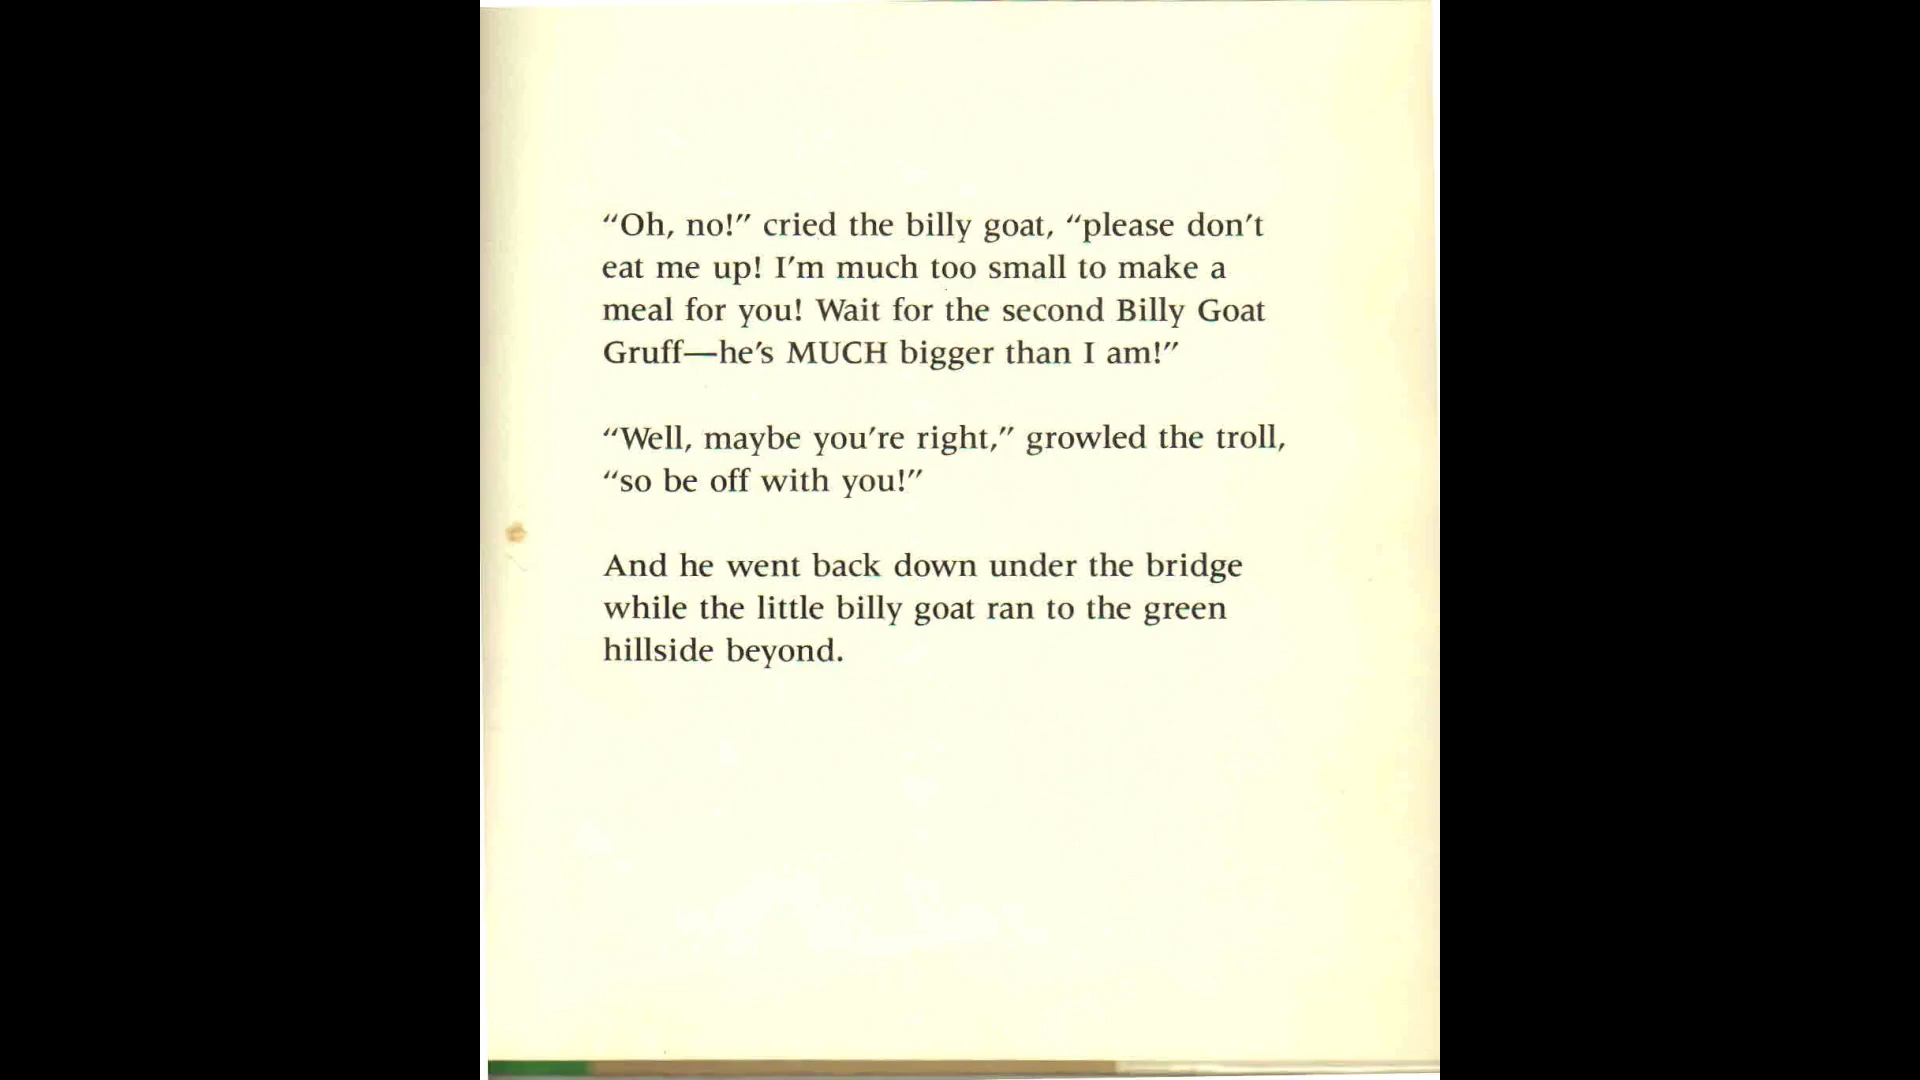 “Oh, no!” cried the billy goat, “please don’t
eat me up! I’m much too small to make a
meal for you! Wait for the second Billy Goat
Gruff—he’s MUCH bigger than I am!”
“Well, maybe you’re right,” growled the troll,
“so be off with you!”
And he went back down under the bridge
while the little billy goat ran to the green
hillside beyond.